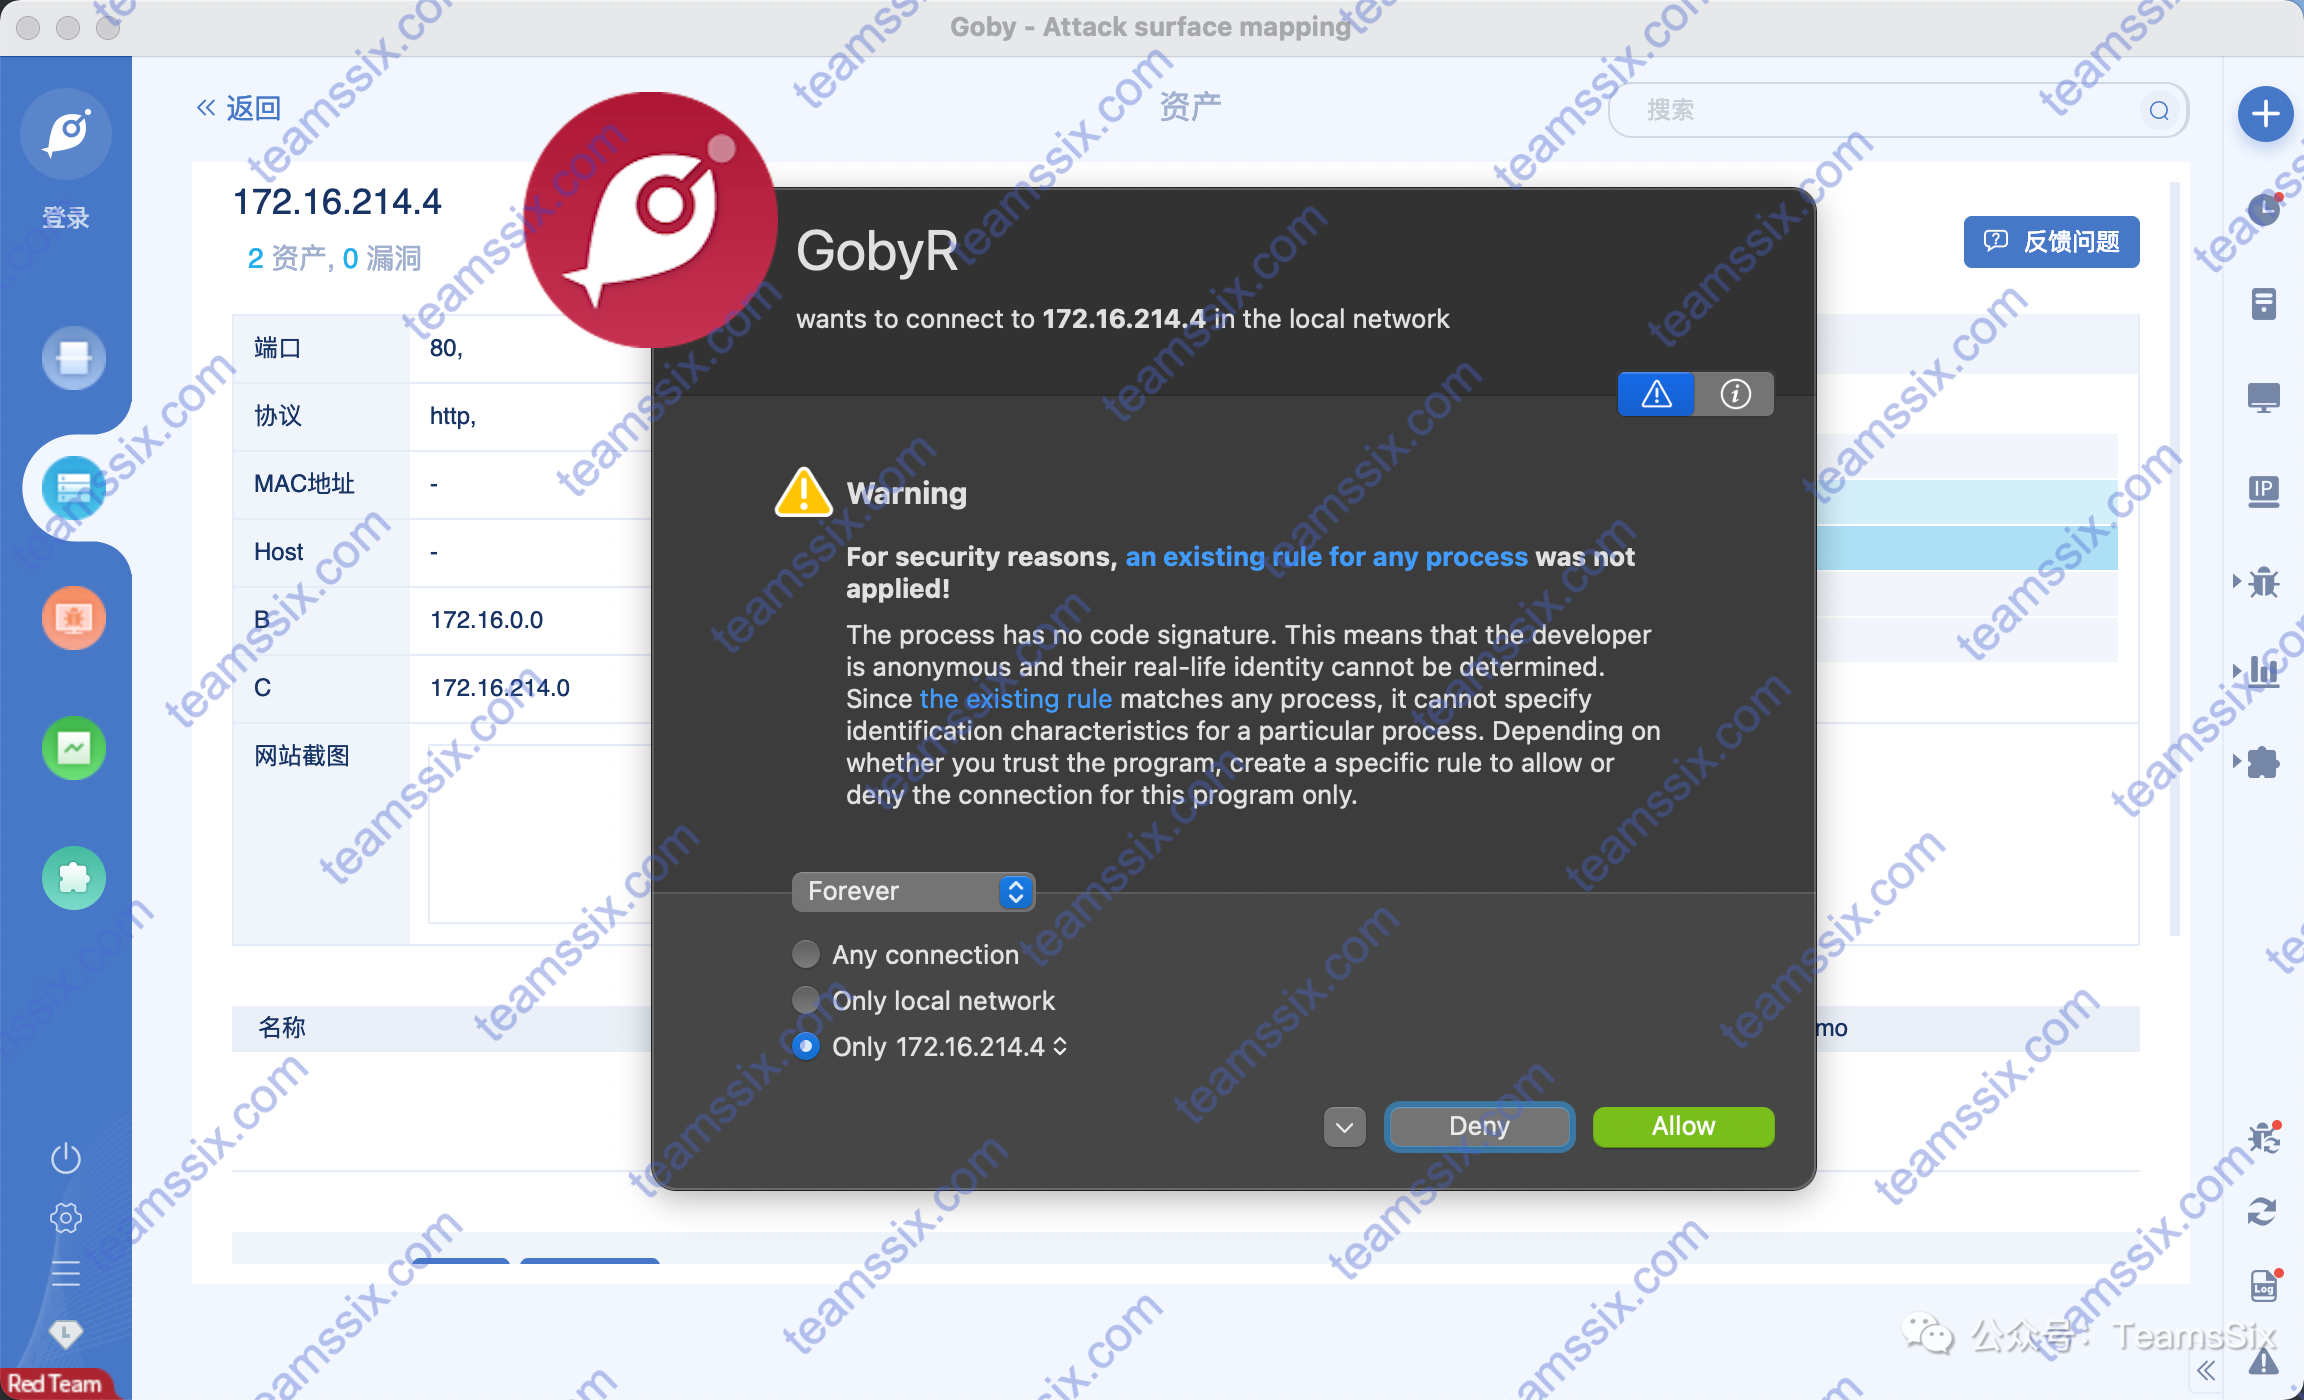 Goby - Attack surface mapping
« 返回
资产
搜索
登录
172.16.214.4
2 资产, 0 漏洞
反馈问题
端口
80,
协议
http,
MAC地址
-
Host
-
B
172.16.0.0
C
172.16.214.0
网站截图
名称
mo
GobyR
wants to connect to 172.16.214.4 in the local network
Warning
For security reasons, an existing rule for any process was not
applied!
The process has no code signature. This means that the developer
is anonymous and their real-life identity cannot be determined.
Since the existing rule matches any process, it cannot specify
identification characteristics for a particular process. Depending on
whether you trust the program, create a specific rule to allow or
deny the connection for this program only.
Forever
Any connection
Only local network
Only 172.16.214.4
Deny
Allow
IP
Log
Red Team
公众号: TeamsSix
teamssix.com